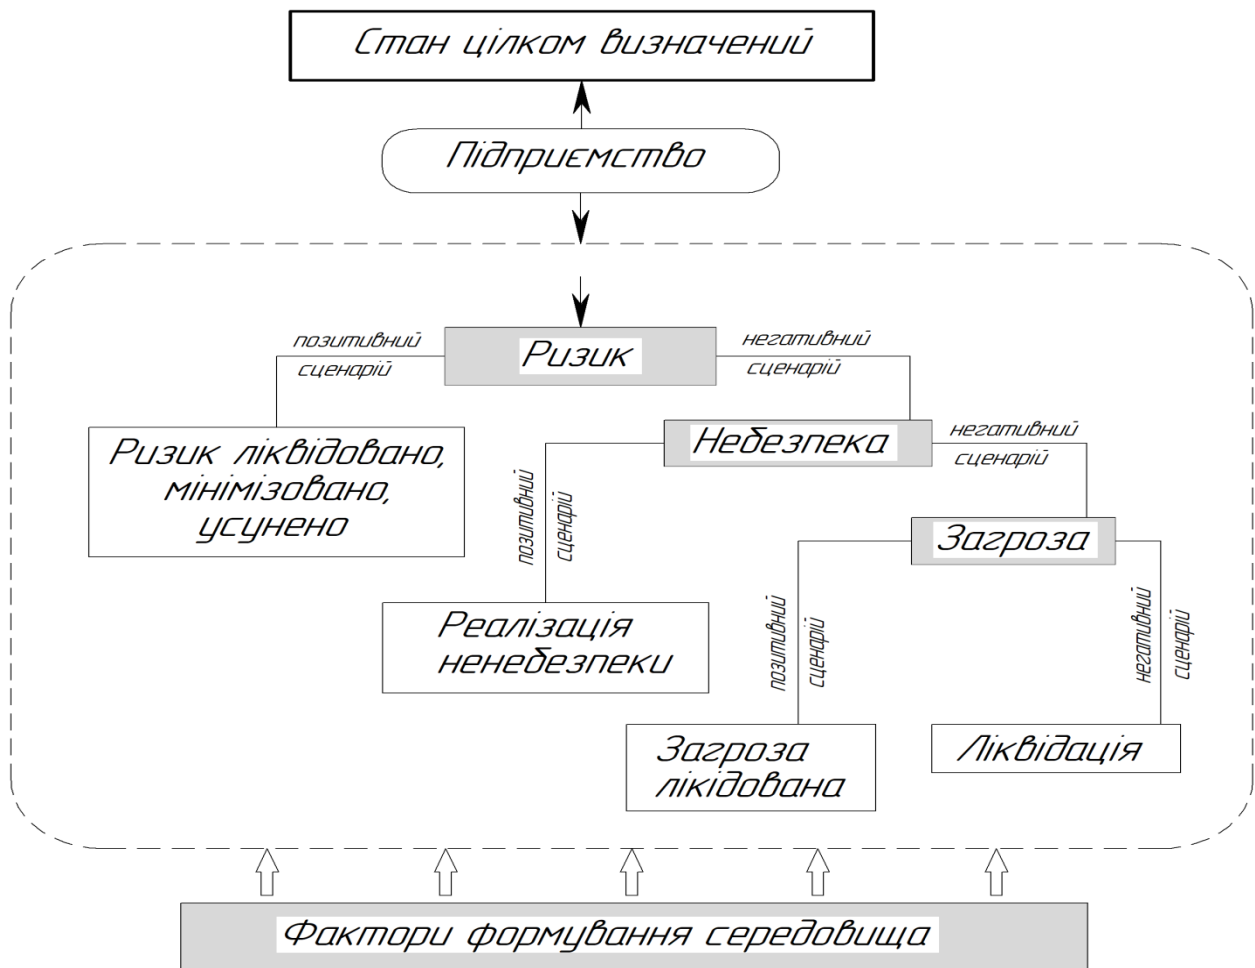 Стан цілком визначений
Підприємство
позитивний
сценарій
Ризик
негативний
сценарій
Ризик ліквідовано,
мінімізовано,
усунено
Небезпека
негативний
сценарій
позитивний
сценарій
Загроза
Реалізація
ненебезпеки
позитивний
сценарій
негативний
сценарій
Загроза
лікідована
Ліквідація
Фактори формування середовища